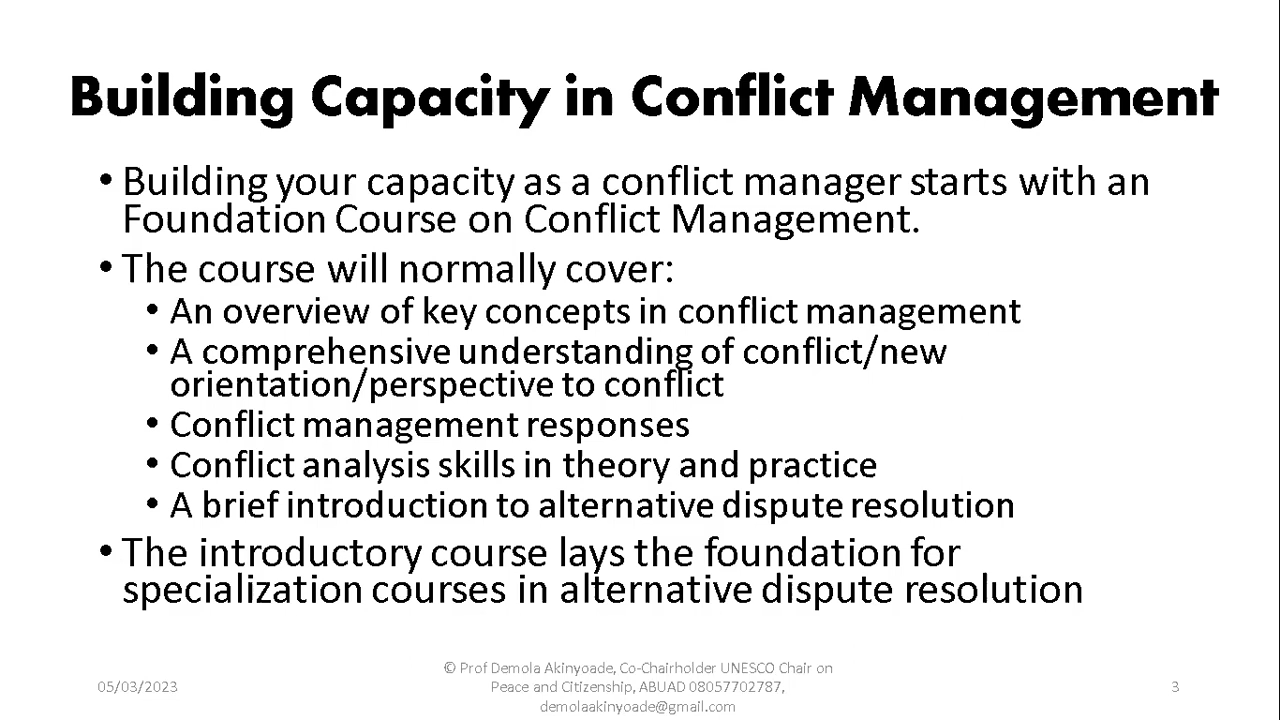 Building Capacity in Conflict Management
• Building your capacity as a conflict manager starts with an
Foundation Course on Conflict Management.
• The course will normally cover:
• An overview of key concepts in conflict management
• A comprehensive understanding of conflict/new
orientation/perspective to conflict
• Conflict management responses
• Conflict analysis skills in theory and practice
• A brief introduction to alternative dispute resolution
• The introductory course lays the foundation for
specialization courses in alternative dispute resolution
05/03/2023
© Prof Demola Akinyoade, Co-Chairholder UNESCO Chair on
Peace and Citizenship, ABUAD 08057702787,
demolaakinyoade@gmail.com
3